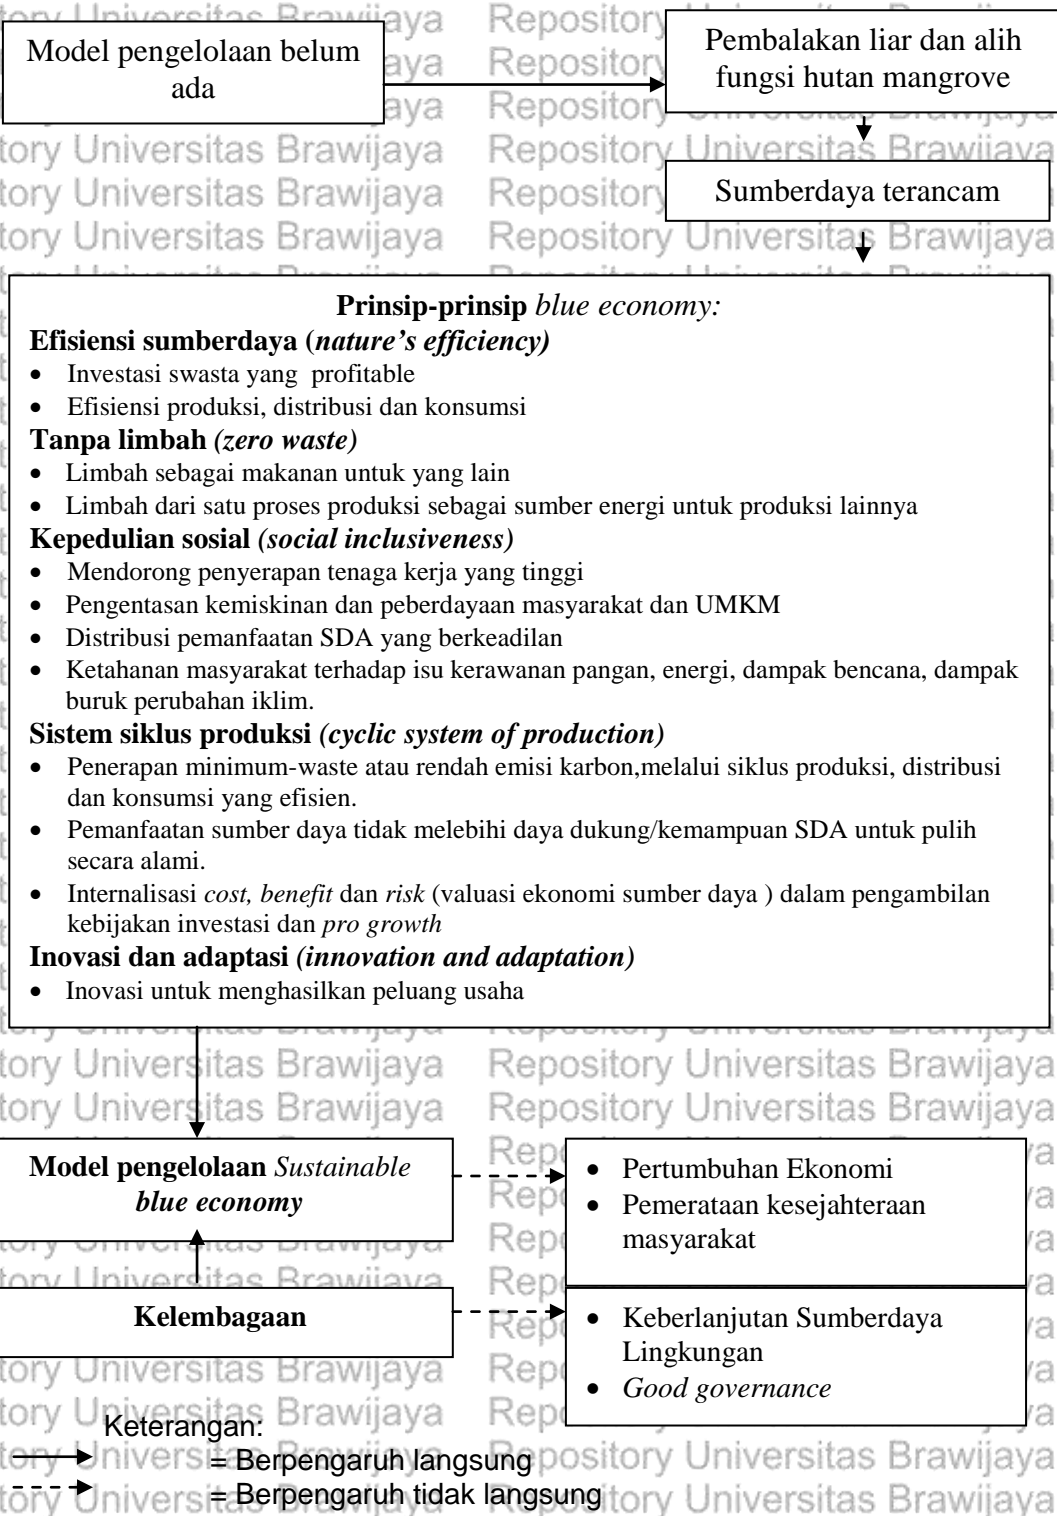 Model pengelolaan belum
ada
Pembalakan liar dan alih
fungsi hutan mangrove
Sumberdaya terancam
Prinsip-prinsip blue economy:
Efisiensi sumberdaya (nature's efficiency)
• Investasi swasta yang profitable
• Efisiensi produksi, distribusi dan konsumsi
Tanpa limbah (zero waste)
• Limbah sebagai makanan untuk yang lain
• Limbah dari satu proses produksi sebagai sumber energi untuk produksi lainnya
Kepedulian sosial (social inclusiveness)
• Mendorong penyerapan tenaga kerja yang tinggi
• Pengentasan kemiskinan dan peberdayaan masyarakat dan UMKM
• Distribusi pemanfaatan SDA yang berkeadilan
• Ketahanan masyarakat terhadap isu kerawanan pangan, energi, dampak bencana, dampak
buruk perubahan iklim.
Sistem siklus produksi (cyclic system of production)
• Penerapan minimum-waste atau rendah emisi karbon,melalui siklus produksi, distribusi
dan konsumsi yang efisien.
• Pemanfaatan sumber daya tidak melebihi daya dukung/kemampuan SDA untuk pulih
secara alami.
• Internalisasi cost, benefit dan risk (valuasi ekonomi sumber daya ) dalam pengambilan
kebijakan investasi dan pro growth
Inovasi dan adaptasi (innovation and adaptation)
• Inovasi untuk menghasilkan peluang usaha
Model pengelolaan Sustainable
blue economy
• Pertumbuhan Ekonomi
• Pemerataan kesejahteraan
masyarakat
Kelembagaan
• Keberlanjutan Sumberdaya
Lingkungan
• Good governance
Keterangan:
= Berpengaruh langsung
= Berpengaruh tidak langsung